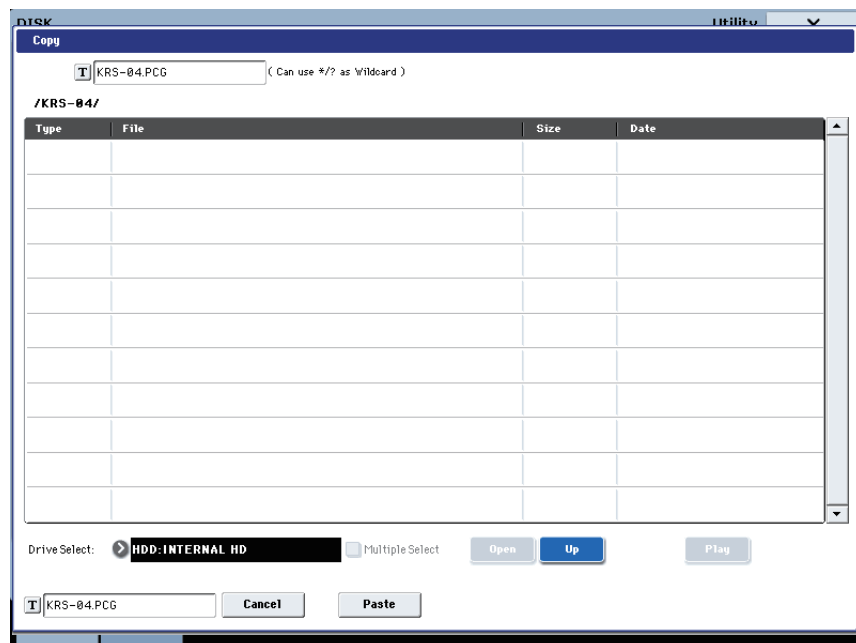 DISK Utility
Copy
T KRS-04.PCG ( Can use */? as Wildcard )
/KRS-04/
Type File Size Date
Drive Select: HDD:INTERNAL HD Multiple Select Open Up Play
T KRS-04.PCG Cancel Paste